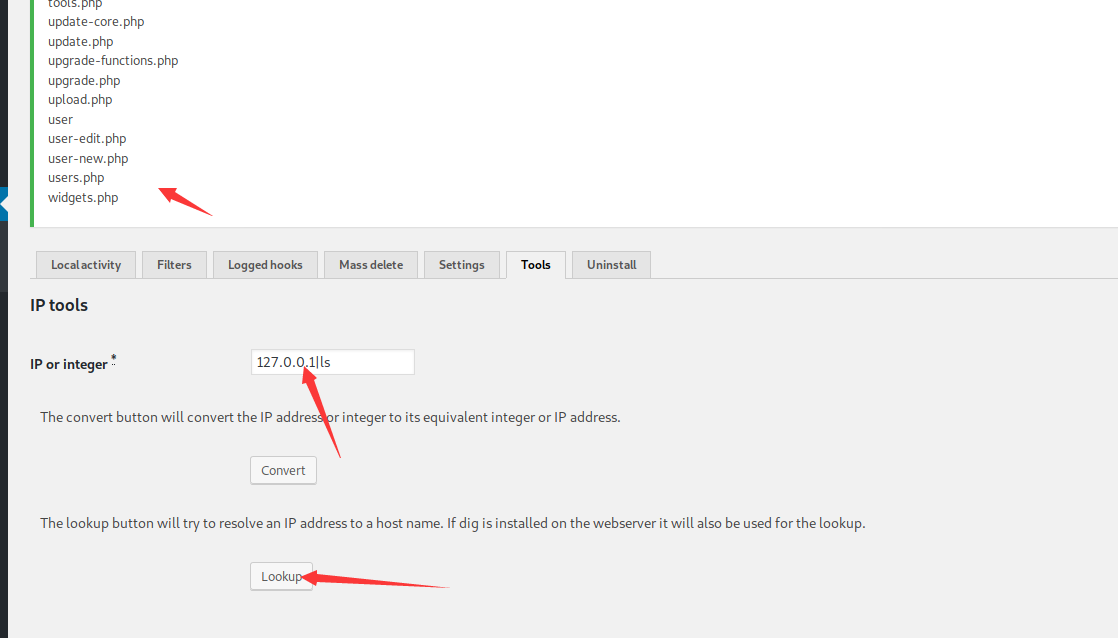 tools.php
update-core.php
update.php
upgrade-functions.php
upgrade.php
upload.php
user
user-edit.php
user-new.php
users.php
widgets.php
Local activity Filters Logged hooks Mass delete Settings Tools Uninstall
IP tools
IP or integer * 127.0.0.1|ls
The convert button will convert the IP address or integer to its equivalent integer or IP address.
Convert
The lookup button will try to resolve an IP address to a host name. If dig is installed on the webserver it will also be used for the lookup.
Lookup